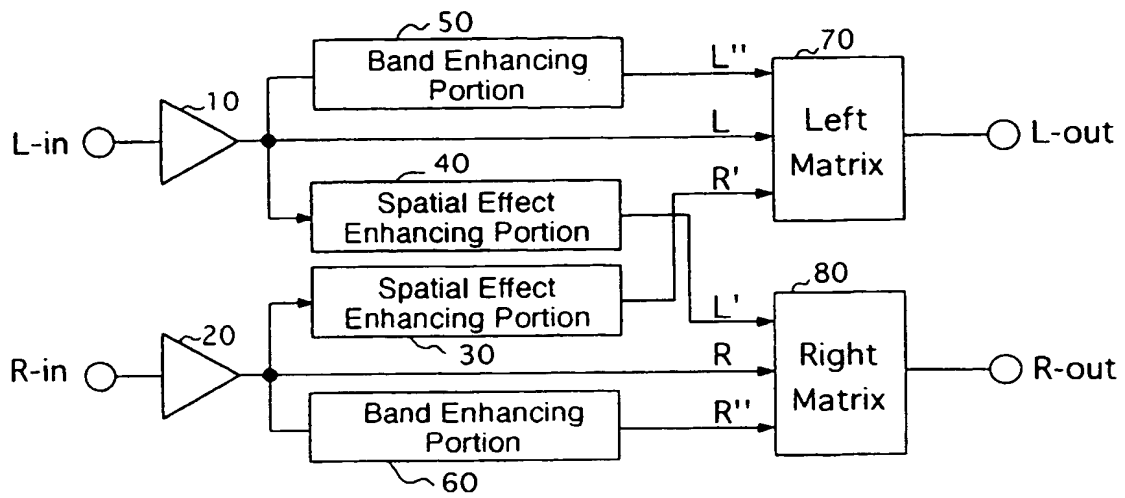 50
Band Enhancing
Portion
L''
70
10
L-in
L
Left
Matrix
L-out
40
R'
Spatial Effect
Enhancing Portion
Spatial Effect
Enhancing Portion
30
L'
80
20
R-in
R
Right
Matrix
R-out
Band Enhancing
Portion
R''
60